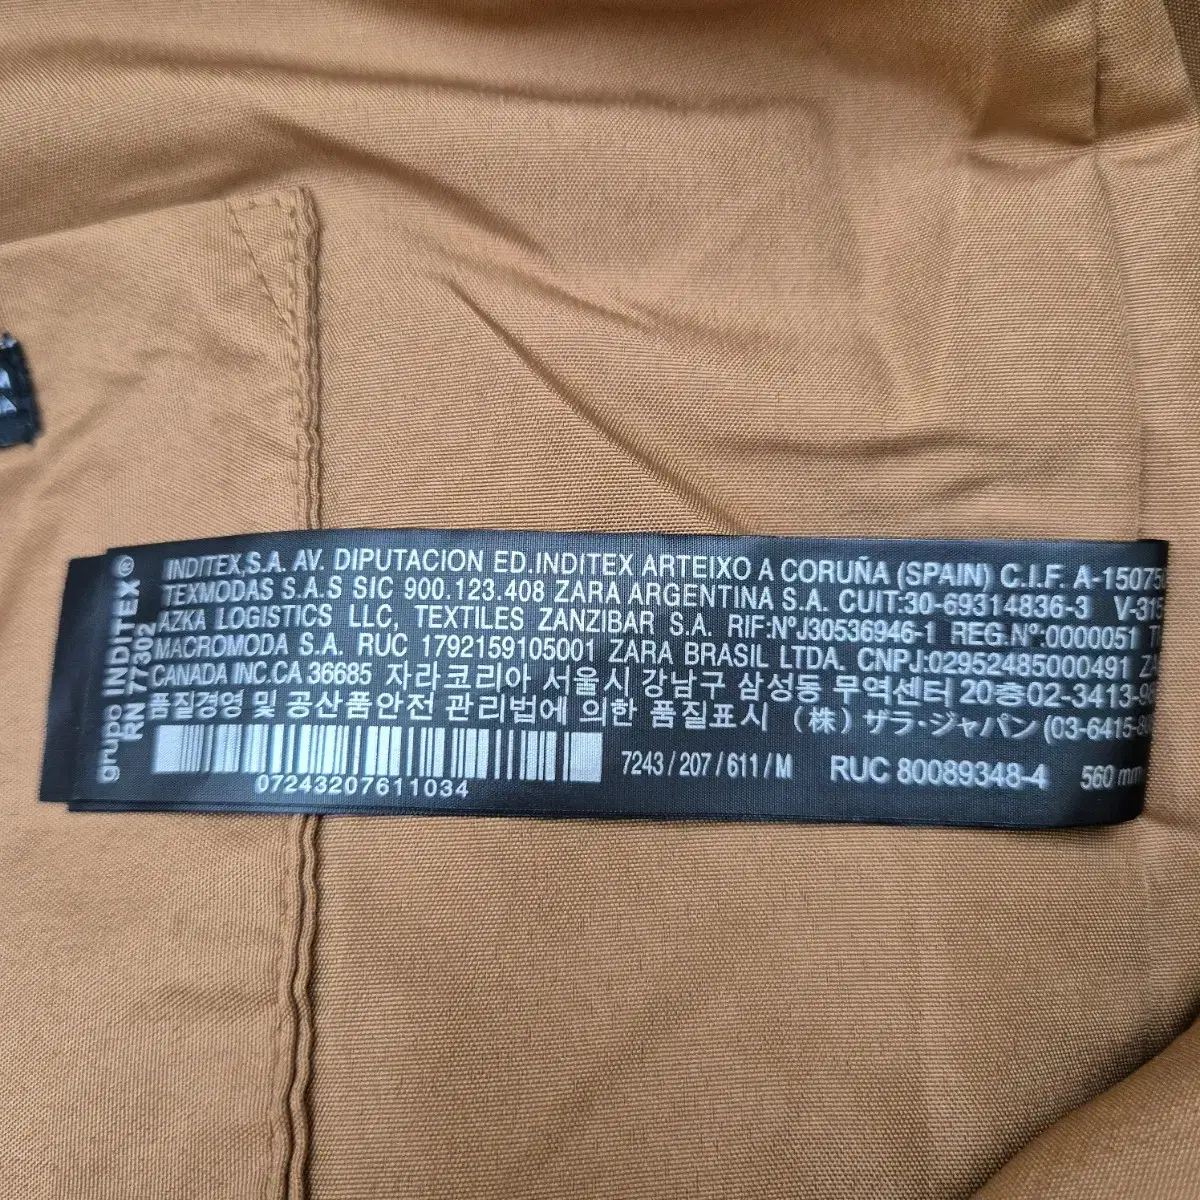 grupo INDITEX®
RN 77302
INDITEX,S.A. AV. DIPUTACION ED.INDITEX ARTEIXO A CORUÑA (SPAIN) C.I.F. A-15075
TEXMODAS S.A.S SIC 900.123.408 ZARA ARGENTINA S.A. CUIT:30-69314836-3 V-315
AZKA LOGISTICS LLC, TEXTILES ZANZIBAR S.A. RIF:NºJ30536946-1 REG.Nº:0000051
MACROMODA S.A. RUC 1792159105001 ZARA BRASIL LTDA. CNPJ:02952485000491
CANADA INC.CA 36685 자라코리아 서울시 강남구 삼성동 무역센터 20층02-3413-98
품질경영 및 공산품안전 관리법에 의한 품질표시 (株) ザラ・ジャパン (03-6415-80
07243207611034
7243/207/611/M
RUC 80089348-4
560 mm